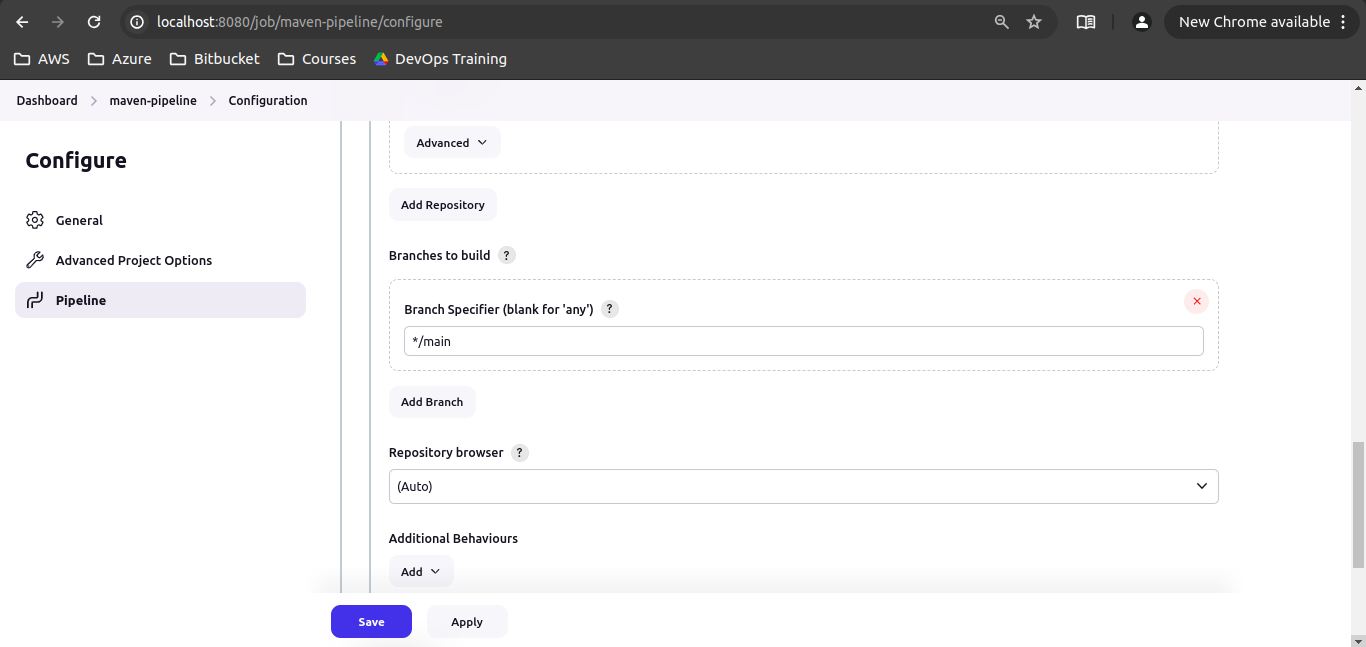 localhost:8080/job/maven-pipeline/configure
New Chrome available
AWS
Azure
Bitbucket
Courses
DevOps Training
Dashboard
maven-pipeline
Configuration
Configure
General
Advanced Project Options
Pipeline
Advanced
Add Repository
Branches to build ?
Branch Specifier (blank for 'any') ?
*/main
Add Branch
Repository browser ?
(Auto)
Additional Behaviours
Add
Save
Apply